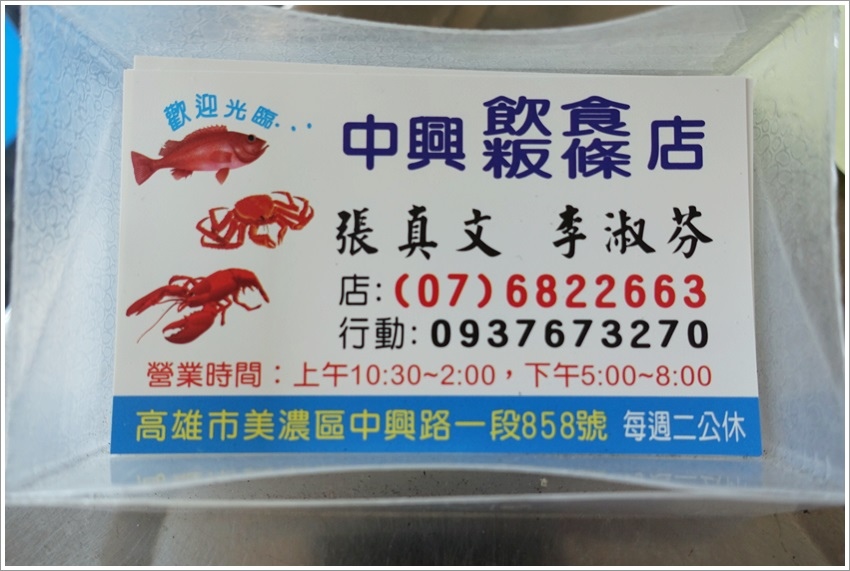 歡迎光臨...
中興飲食粄條店
張真文 李淑芬
店:(07)6822663
行動:0937673270
營業時間：上午10:30~2:00，下午5:00~8:00
高雄市美濃區中興路一段858號 每週二公休